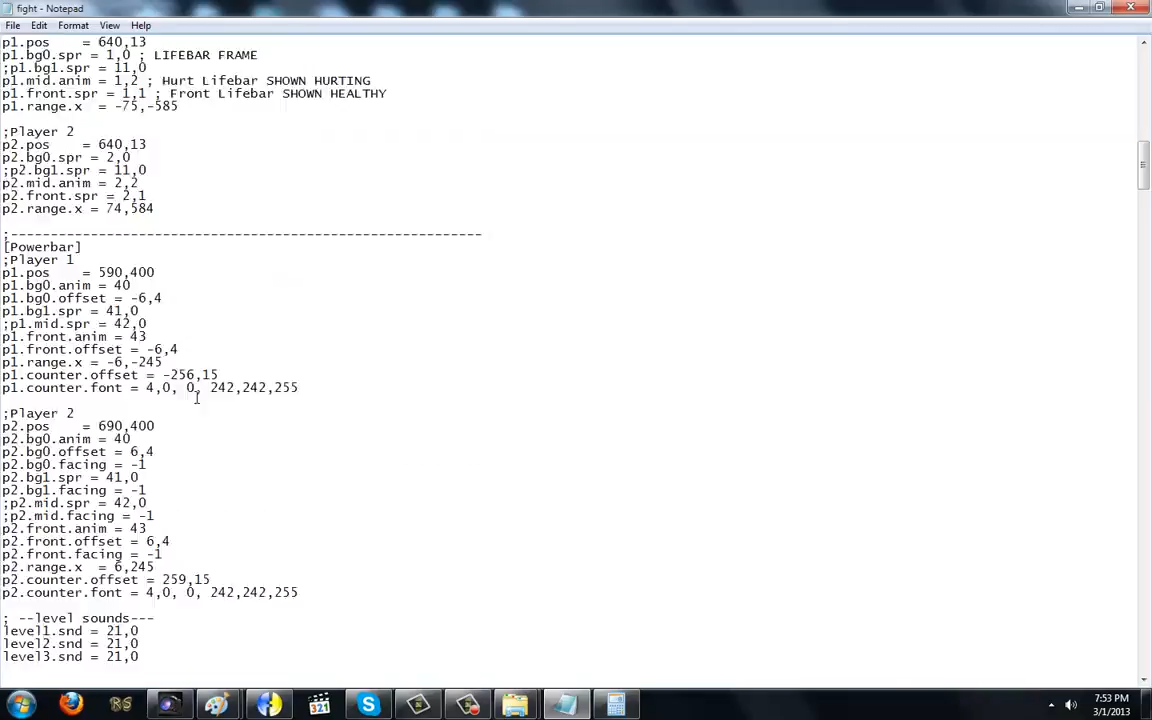 fight - Notepad
File Edit Format View Help
p1.pos    = 640,13
p1.bg0.spr = 1,0 ; LIFEBAR FRAME
;p1.bg1.spr = 11,0
p1.mid.anim = 1,2 ; Hurt Lifebar SHOWN HURTING
p1.front.spr = 1,1 ; Front Lifebar SHOWN HEALTHY
p1.range.x  = -75,-585
;Player 2
p2.pos    = 640,13
p2.bg0.spr = 2,0
;p2.bg1.spr = 11,0
p2.mid.anim = 2,2
p2.front.spr = 2,1
p2.range.x = 74,584
;-----------------------------------------------------------
[Powerbar]
;Player 1
p1.pos    = 590,400
p1.bg0.anim = 40
p1.bg0.offset = -6,4
p1.bg1.spr = 41,0
;p1.mid.spr = 42,0
p1.front.anim = 43
p1.front.offset = -6,4
p1.range.x = -6,-245
p1.counter.offset = -256,15
p1.counter.font = 4,0, 0, 242,242,255
;Player 2
p2.pos    = 690,400
p2.bg0.anim = 40
p2.bg0.offset = 6,4
p2.bg0.facing = -1
p2.bg1.spr = 41,0
p2.bg1.facing = -1
;p2.mid.spr = 42,0
;p2.mid.facing = -1
p2.front.anim = 43
p2.front.offset = 6,4
p2.front.facing = -1
p2.range.x  = 6,245
p2.counter.offset = 259,15
p2.counter.font = 4,0, 0, 242,242,255
; --level sounds---
level1.snd = 21,0
level2.snd = 21,0
level3.snd = 21,0
RS
321
7:53 PM
3/1/2013